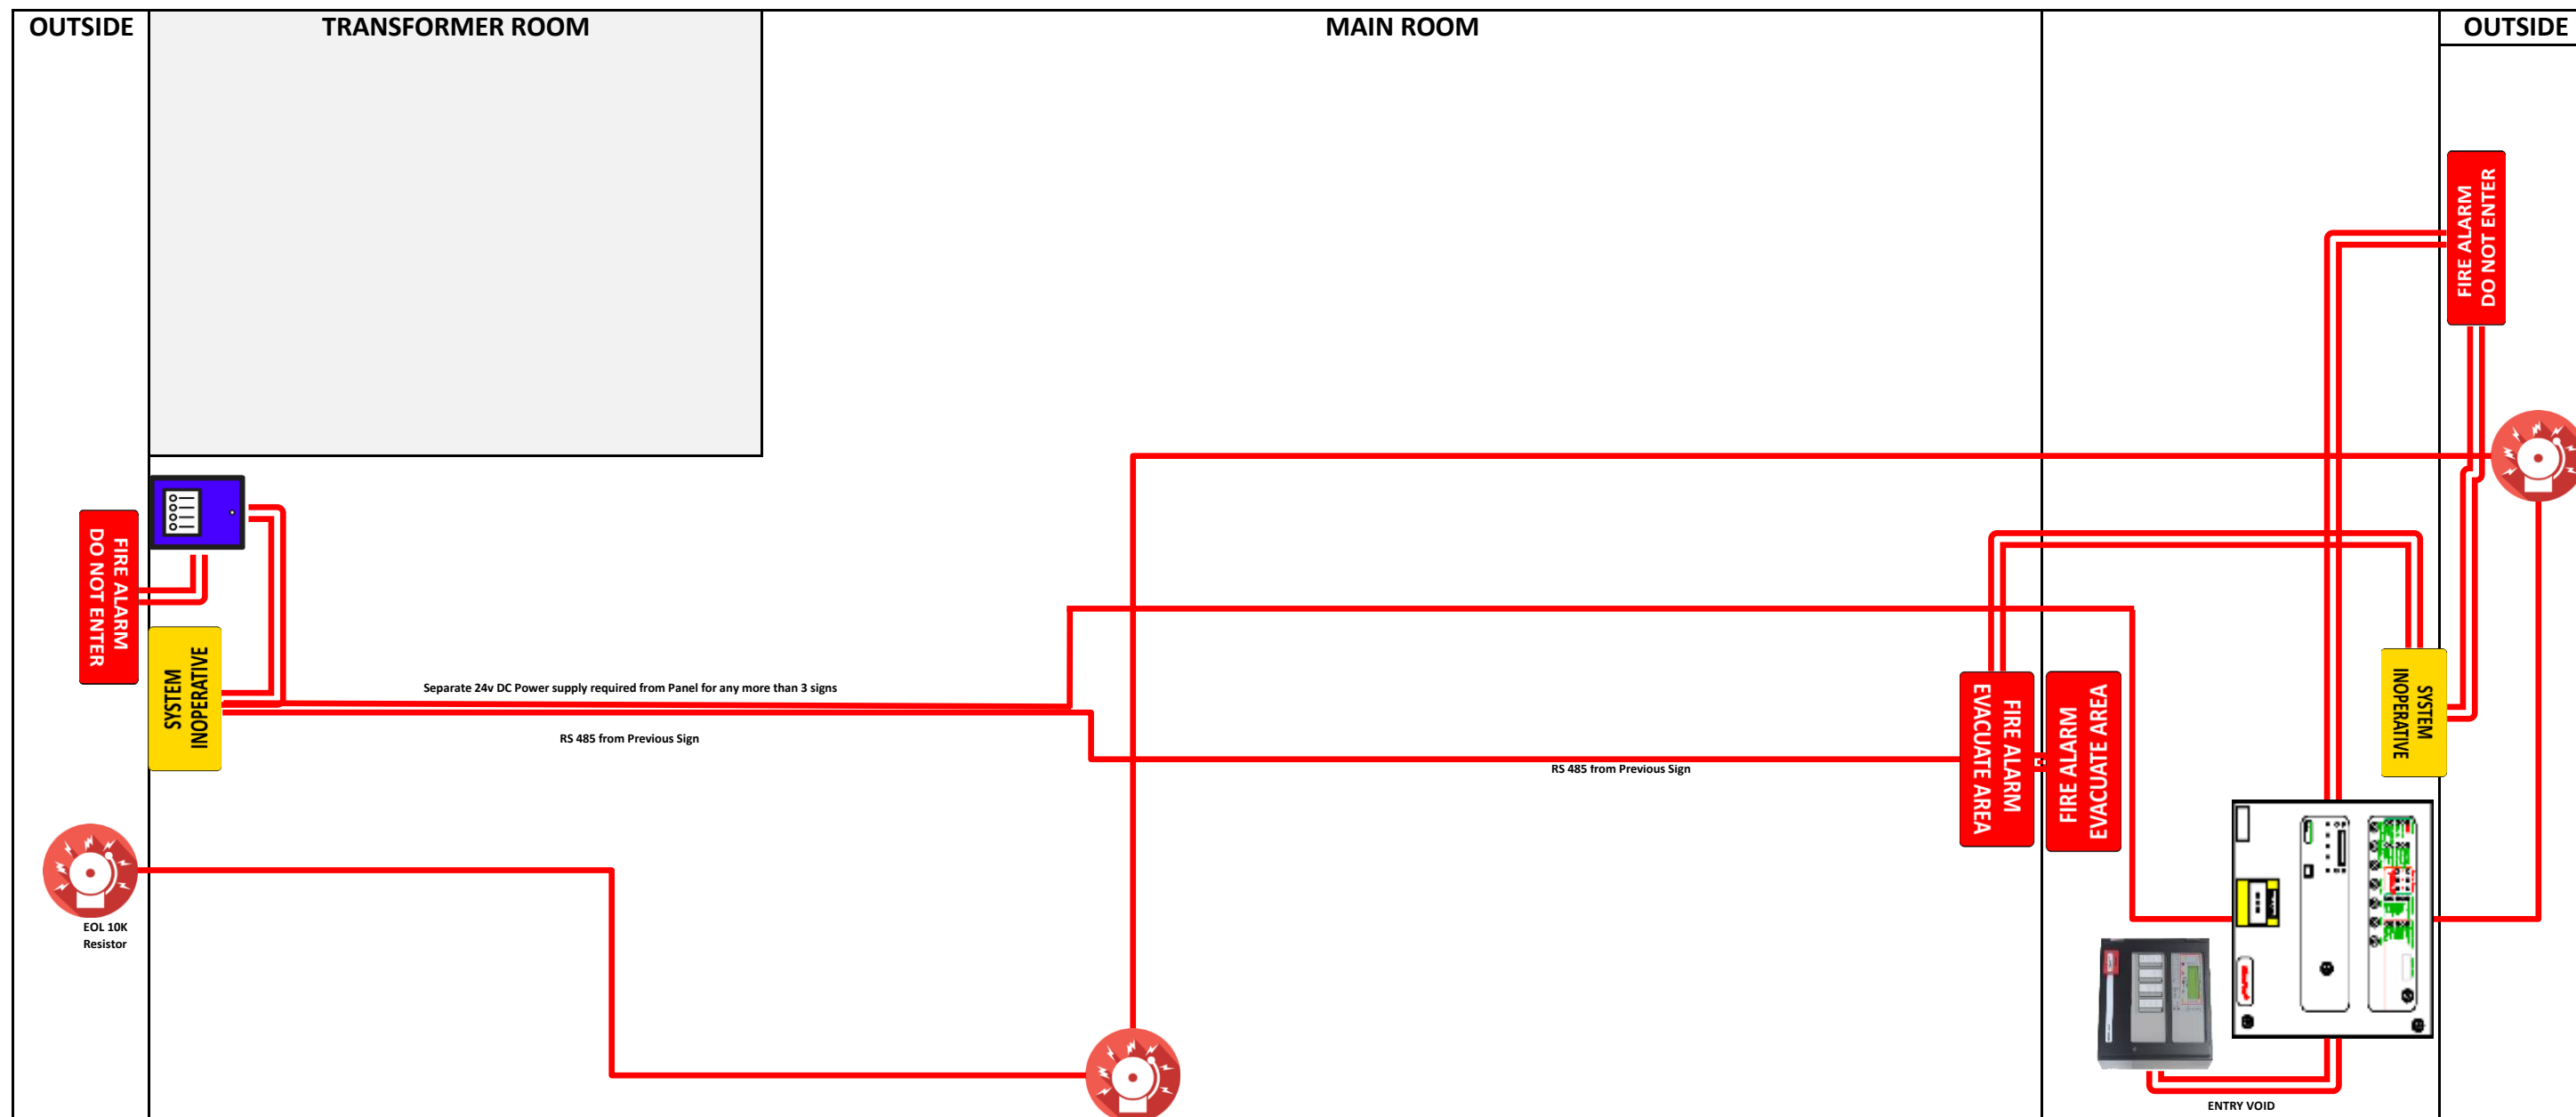 OUTSIDE
TRANSFORMER ROOM
MAIN ROOM
OUTSIDE
FIRE ALARM
DO NOT ENTER
FIRE ALARM
DO NOT ENTER
SYSTEM
INOPERATIVE
Separate 24v DC Power supply required from Panel for any more than 3 signs
RS 485 from Previous Sign
RS 485 from Previous Sign
FIRE ALARM
EVACUATE AREA
FIRE ALARM
EVACUATE AREA
SYSTEM
INOPERATIVE
EOL 10K
Resistor
ENTRY VOID